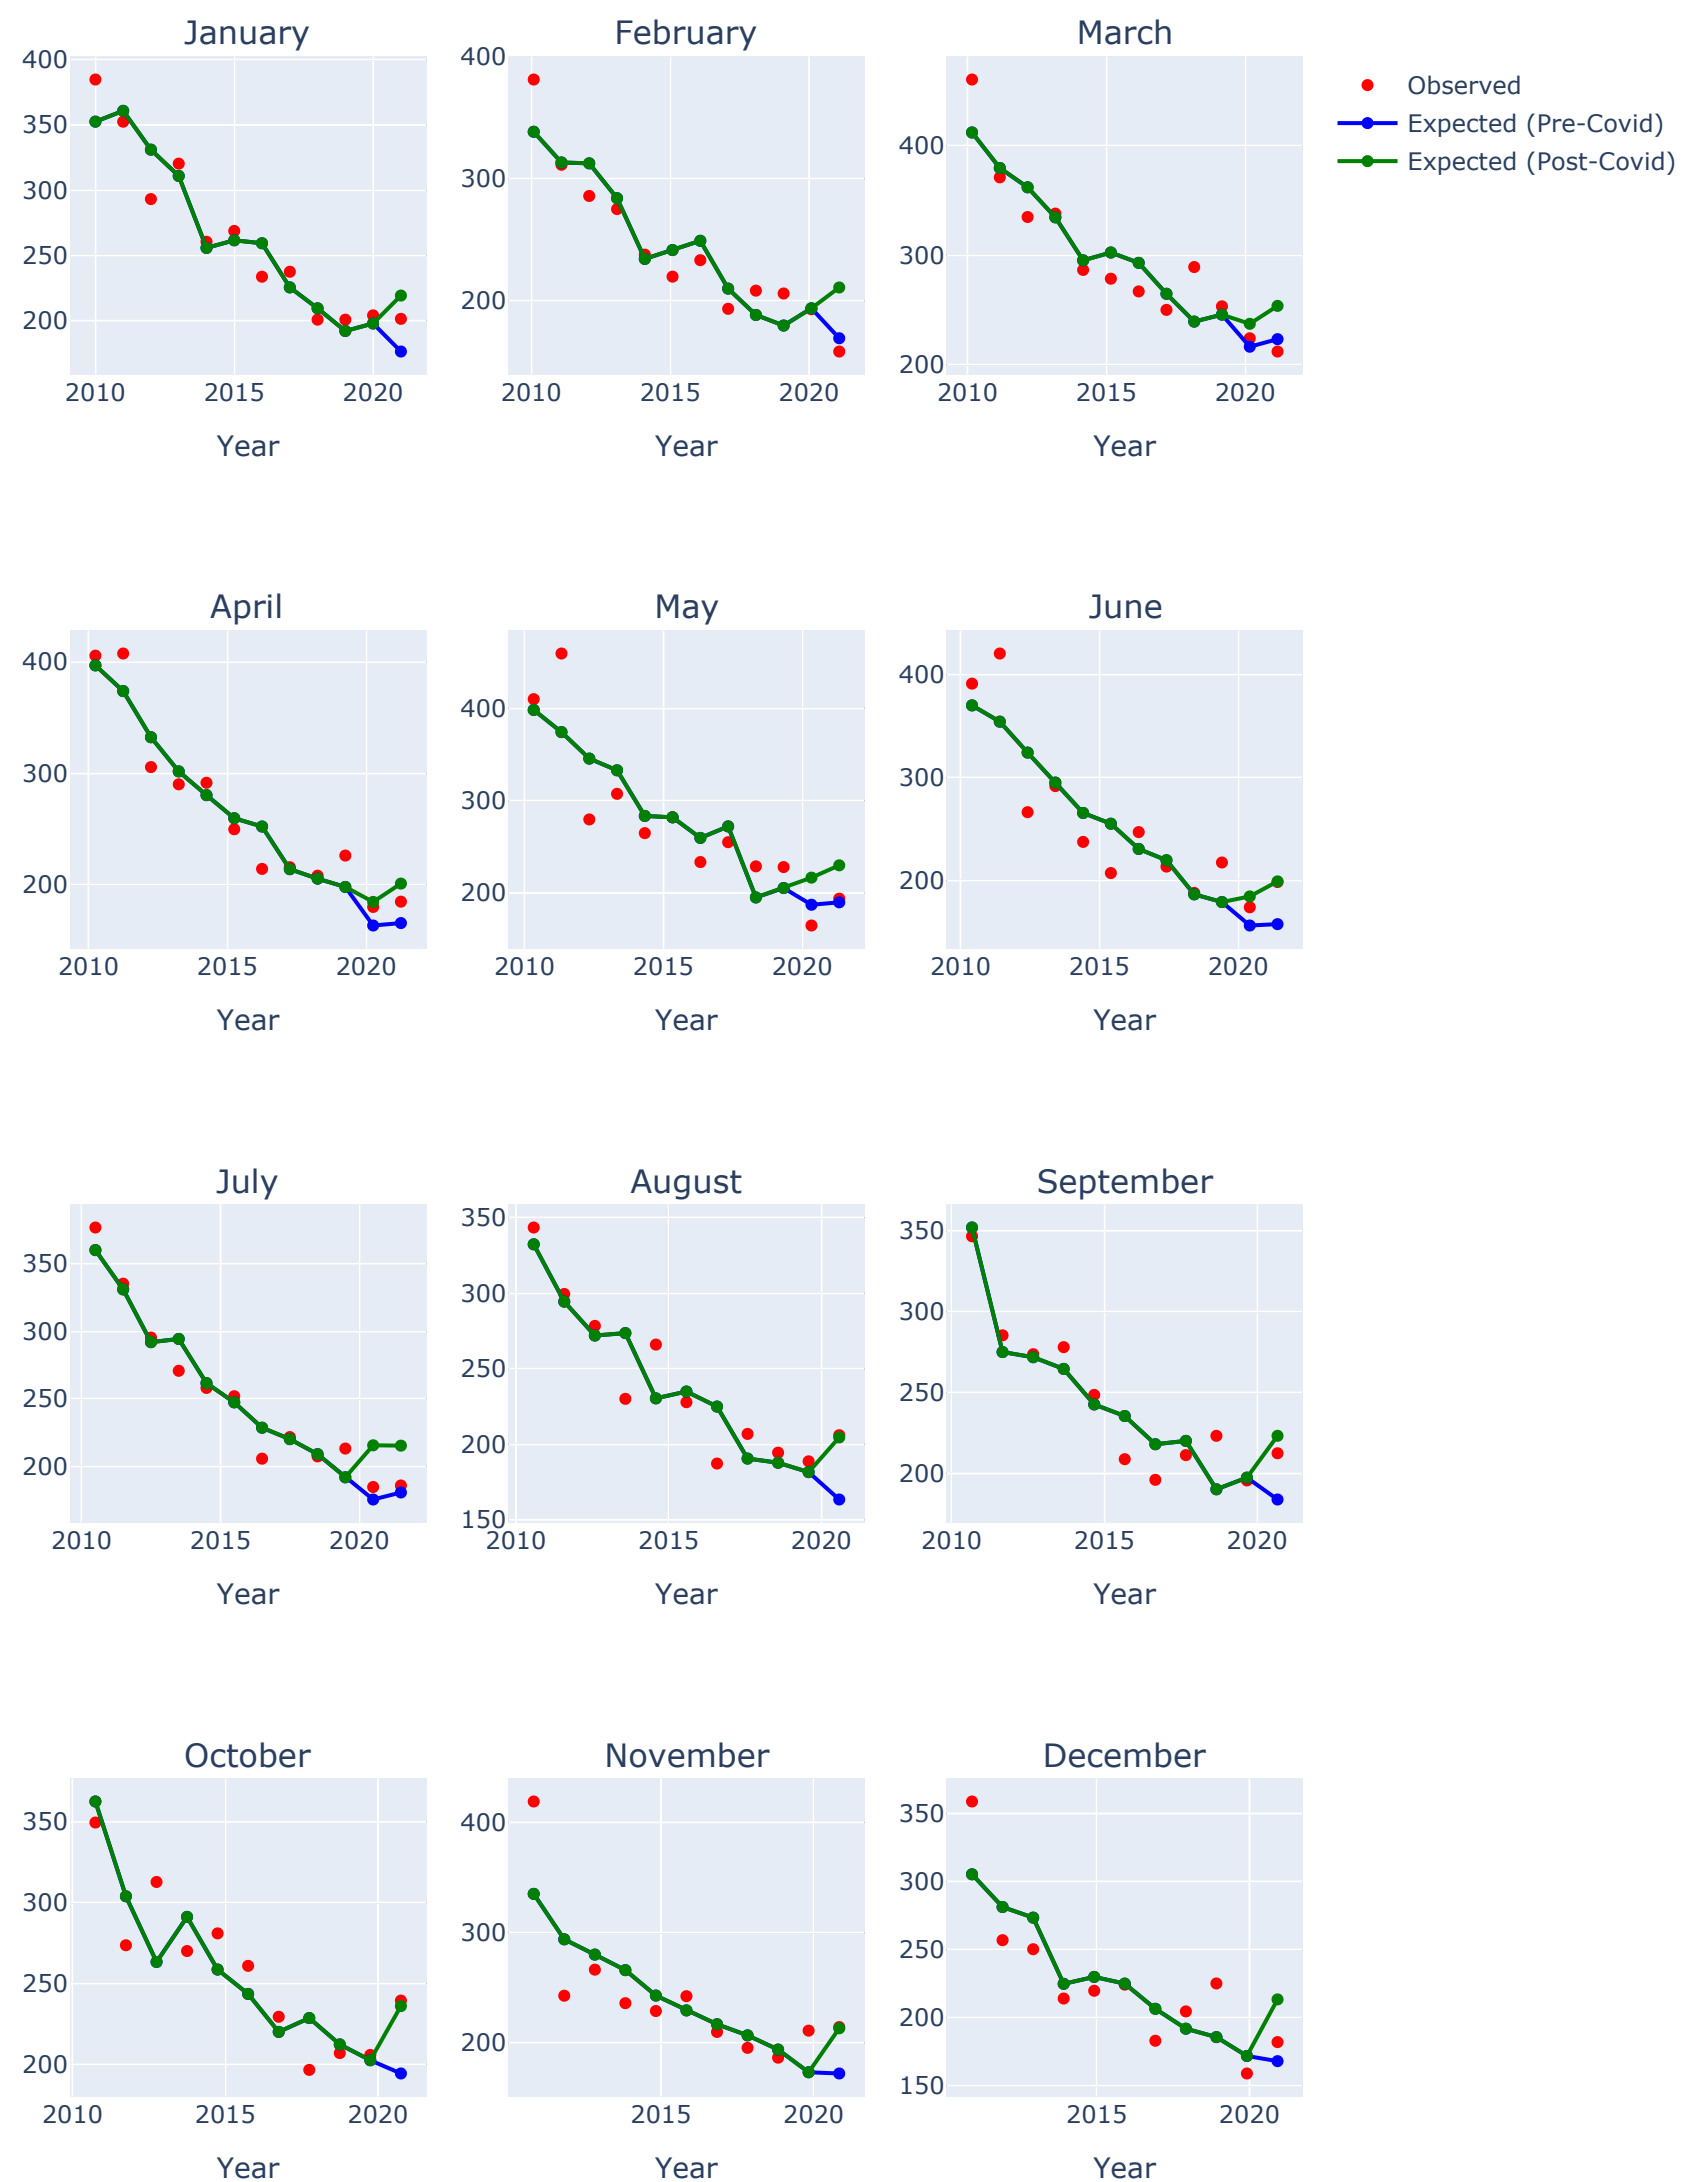 January
February
March
400
350
300
250
200
2010
2015
2020
Year
400
300
200
2010
2015
2020
Year
400
300
200
2010
2015
2020
Year
Observed
Expected (Pre-Covid)
Expected (Post-Covid)
April
May
June
400
300
200
2010
2015
2020
Year
400
300
200
2010
2015
2020
Year
400
300
200
2010
2015
2020
Year
July
August
September
350
300
250
200
2010
2015
2020
Year
350
300
250
200
150
2010
2015
2020
Year
350
300
250
200
2010
2015
2020
Year
October
November
December
350
300
250
200
2010
2015
2020
Year
400
300
200
2015
2020
Year
350
300
250
200
150
2015
2020
Year